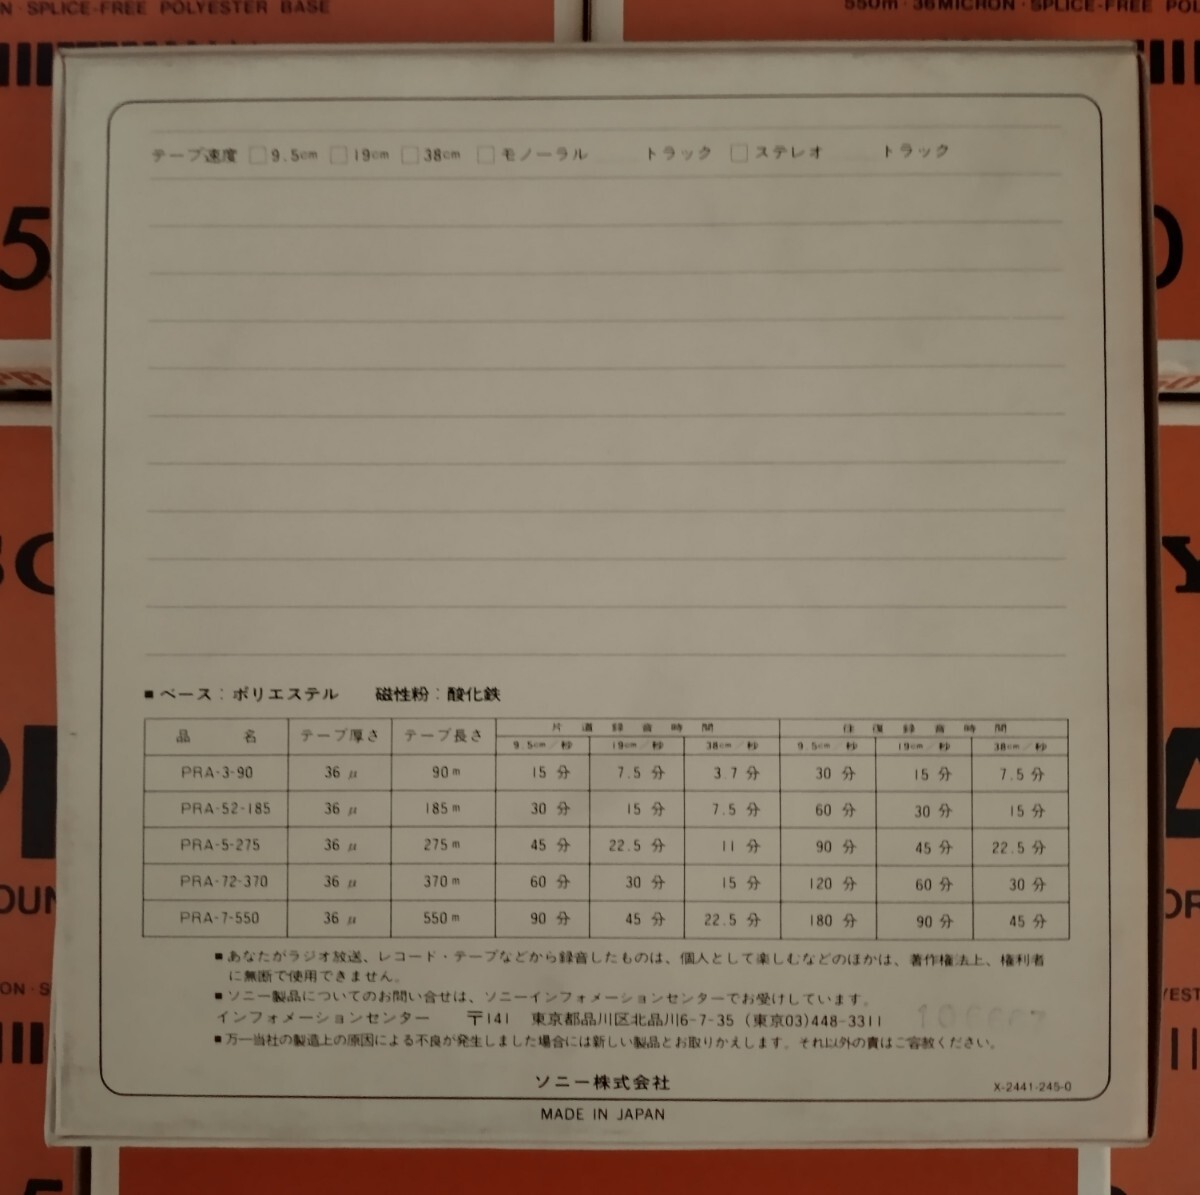 N · SPLICE-FREE POLYESTER BASE
550m · 36 MICRON · SPLICE-FREE POL
テープ速度 □9.5cm □19cm □38cm □モノーラル トラック □ステレオ トラック
■ベース：ポリエステル 磁性粉：酸化鉄
品名 テープ厚さ テープ長さ 片道録音時間 往復録音時間
9.5cm／秒 19cm／秒 38cm／秒 9.5cm／秒 19cm／秒 38cm／秒
PRA-3-90 36μ 90m 15分 7.5分 3.7分 30分 15分 7.5分
PRA-52-185 36μ 185m 30分 15分 7.5分 60分 30分 15分
PRA-5-275 36μ 275m 45分 22.5分 11分 90分 45分 22.5分
PRA-72-370 36μ 370m 60分 30分 15分 120分 60分 30分
PRA-7-550 36μ 550m 90分 45分 22.5分 180分 90分 45分
■あなたがラジオ放送、レコード・テープなどから録音したものは、個人として楽しむなどのほかは、著作権法上、権利者
に無断で使用できません。
■ソニー製品についてのお問い合せは、ソニーインフォメーションセンターでお受けしています。
インフォメーションセンター 〒141 東京都品川区北品川6-7-35（東京03)448-3311
■万一当社の製造上の原因による不良が発生しました場合には新しい製品とお取りかえします。それ以外の責はご容赦ください。
ソニー株式会社
X-2441-245-0
MADE IN JAPAN